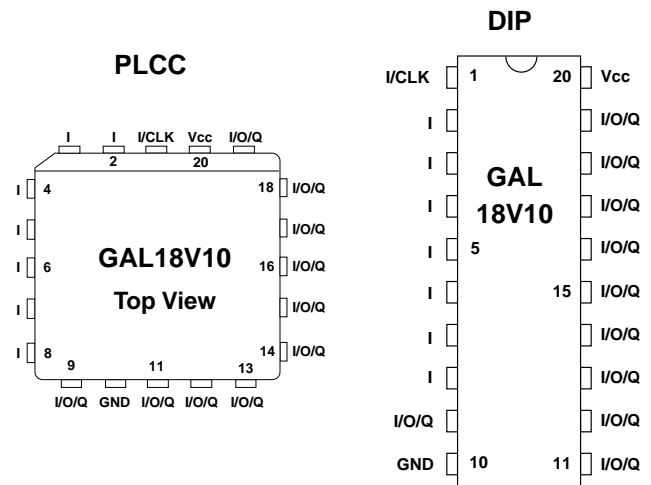 PLCC
I I I/CLK Vcc I/O/Q
2 20
I 4 18 I/O/Q
I I/O/Q
I 6 GAL18V10 16 I/O/Q
Top View
I I/O/Q
I 8 14 I/O/Q
9 11 13
I/O/Q GND I/O/Q I/O/Q I/O/Q
DIP
I/CLK 1 20 Vcc
I I/O/Q
I I/O/Q
GAL
I 18V10 I/O/Q
I 5 I/O/Q
I 15 I/O/Q
I I/O/Q
I I/O/Q
I/O/Q I/O/Q
GND 10 11 I/O/Q